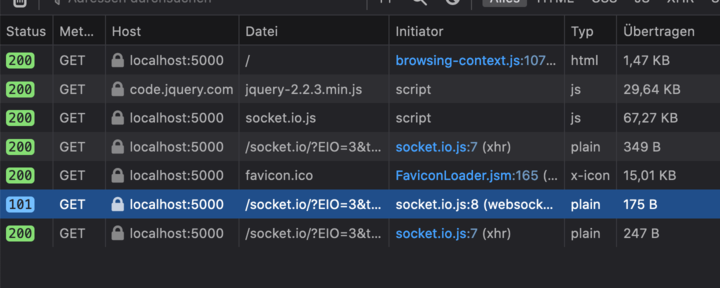 Adressen durchsuchen Alles HTML CSS JS XHR
Status Met… Host Datei Initiator Typ Übertragen
200 GET localhost:5000 / browsing-context.js:107… html 1,47 KB
200 GET code.jquery.com jquery-2.2.3.min.js script js 29,64 KB
200 GET localhost:5000 socket.io.js script js 67,27 KB
200 GET localhost:5000 /socket.io/?EIO=3&t… socket.io.js:7 (xhr) plain 349 B
200 GET localhost:5000 favicon.ico FaviconLoader.jsm:165 (… x-icon 15,01 KB
101 GET localhost:5000 /socket.io/?EIO=3&t… socket.io.js:8 (websock… plain 175 B
200 GET localhost:5000 /socket.io/?EIO=3&t… socket.io.js:7 (xhr) plain 247 B